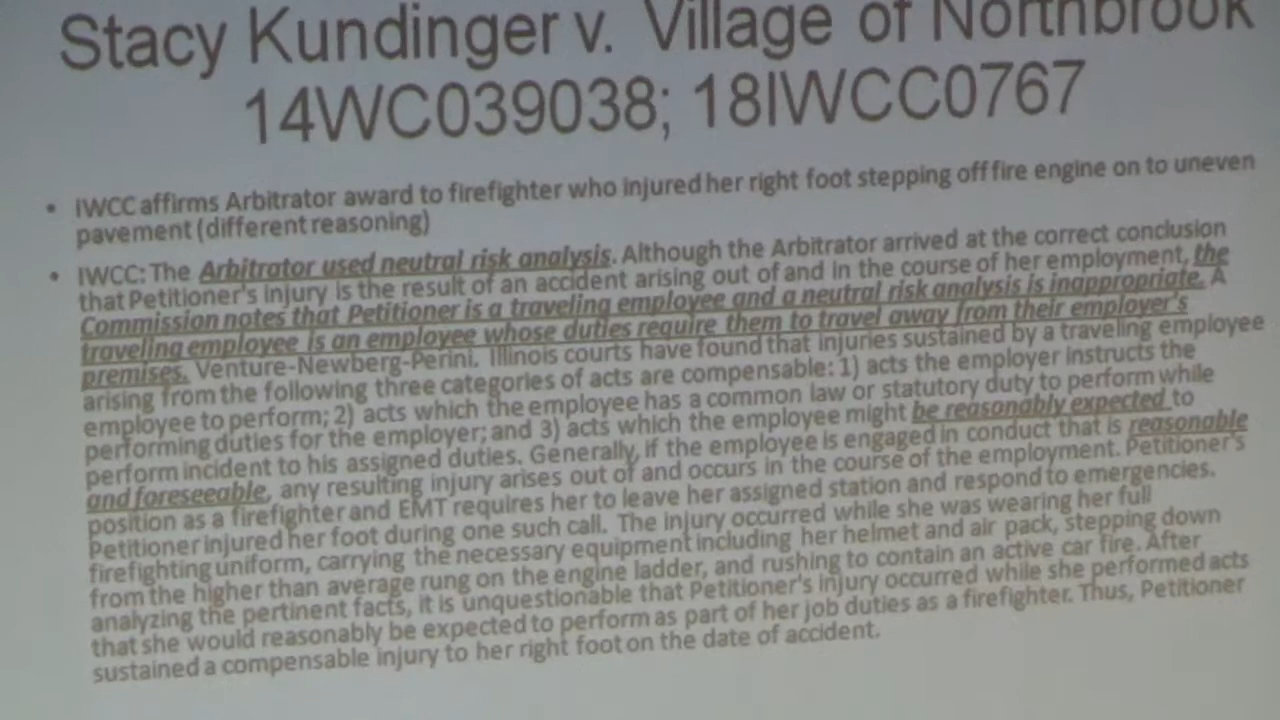 Stacy Kundinger v. Village of Northbrook
14WC039038; 18IWCC0767
• IWCC affirms Arbitrator award to firefighter who injured her right foot stepping off fire engine on to uneven
pavement (different reasoning)
• IWCC: The Arbitrator used neutral risk analysis. Although the Arbitrator arrived at the correct conclusion
that Petitioner's injury is the result of an accident arising out of and in the course of her employment, the
Commission notes that Petitioner is a traveling employee and a neutral risk analysis is inappropriate. A
traveling employee is an employee whose duties require them to travel away from their employer's
premises. Venture-Newberg-Perini. Illinois courts have found that injuries sustained by a traveling employee
arising from the following three categories of acts are compensable: 1) acts the employer instructs the
employee to perform; 2) acts which the employee has a common law or statutory duty to perform while
performing duties for the employer; and 3) acts which the employee might be reasonably expected to
perform incident to his assigned duties. Generally, if the employee is engaged in conduct that is reasonable
and foreseeable, any resulting injury arises out of and occurs in the course of the employment. Petitioner's
position as a firefighter and EMT requires her to leave her assigned station and respond to emergencies.
Petitioner injured her foot during one such call. The injury occurred while she was wearing her full
firefighting uniform, carrying the necessary equipment including her helmet and air pack, stepping down
from the higher than average rung on the engine ladder, and rushing to contain an active car fire. After
analyzing the pertinent facts, it is unquestionable that Petitioner's injury occurred while she performed acts
that she would reasonably be expected to perform as part of her job duties as a firefighter. Thus, Petitioner
sustained a compensable injury to her right foot on the date of accident.